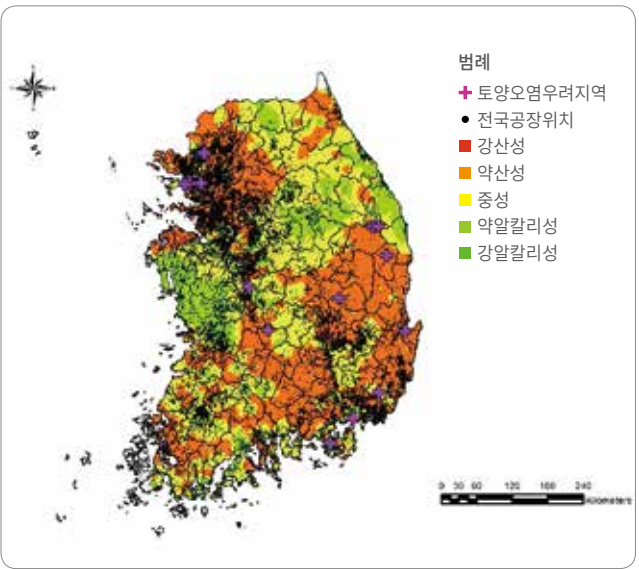 범례
토양오염우려지역
전국공장위치
강산성
약산성
중성
약알칼리성
강알칼리성
0 30 60 120 180 240
Kilometers